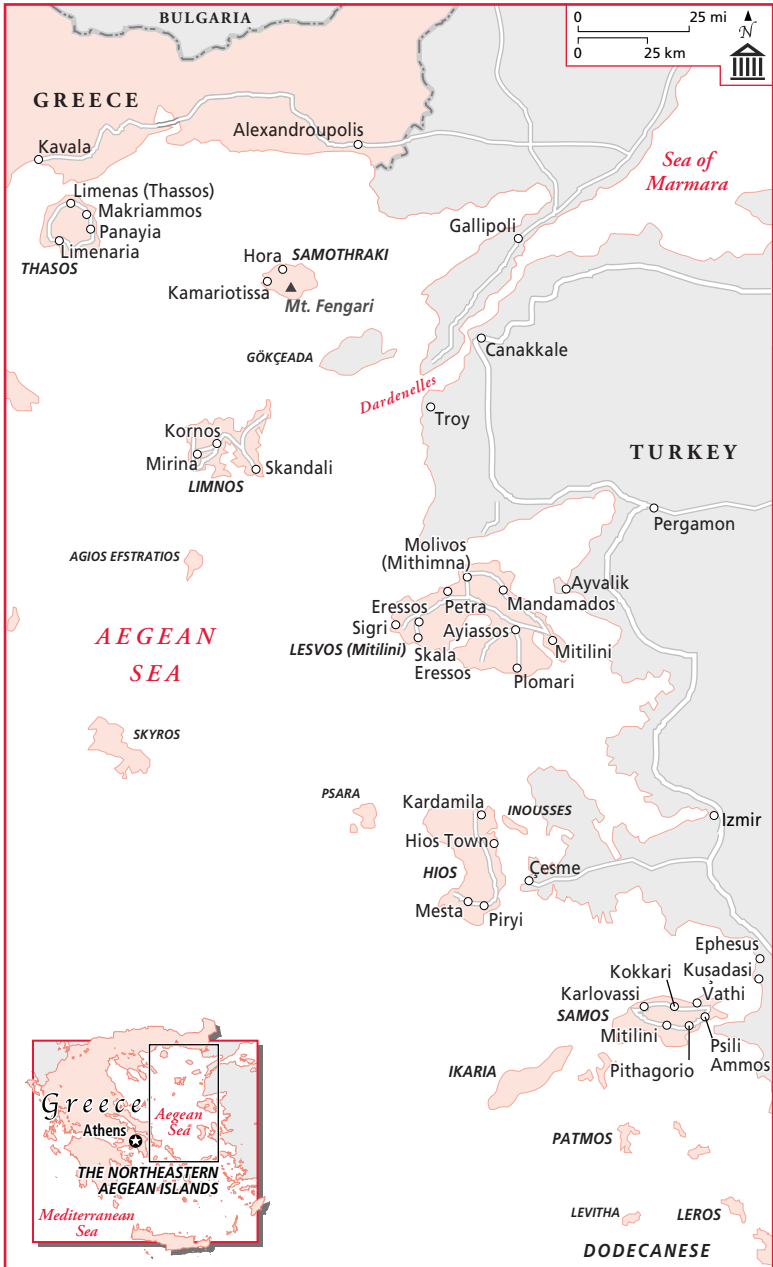 BULGARIA
0 25 mi
0 25 km
N
GREECE
Alexandroupolis
Kavala
Sea of
Marmara
Limenas (Thassos)
Makriammos
Panayia
Limenaria
THASOS
Gallipoli
Hora
SAMOTHRAKI
Kamariotissa
Mt. Fengari
GÖKÇEADA
Canakkale
Dardenelles
Troy
Kornos
Mirina
Skandali
LIMNOS
TURKEY
Pergamon
AGIOS EFSTRATIOS
Molivos
(Mithimna)
Ayvalik
Eressos
Petra
Mandamados
Sigri
Ayiassos
LESVOS (Mitilini)
Mitilini
Skala
Eressos
Plomari
AEGEAN
SEA
SKYROS
PSARA
Kardamila
INOUSSES
Izmir
Hios Town
HIOS
Çesme
Mesta
Piryi
Ephesus
Kokkari
Kuşadasi
Karlovassi
Vathi
SAMOS
Mitilini
Psili
Ammos
Pithagorio
IKARIA
PATMOS
LEVITHA
LEROS
DODECANESE
Greece
Aegean
Sea
Athens
THE NORTHEASTERN
AEGEAN ISLANDS
Mediterranean
Sea